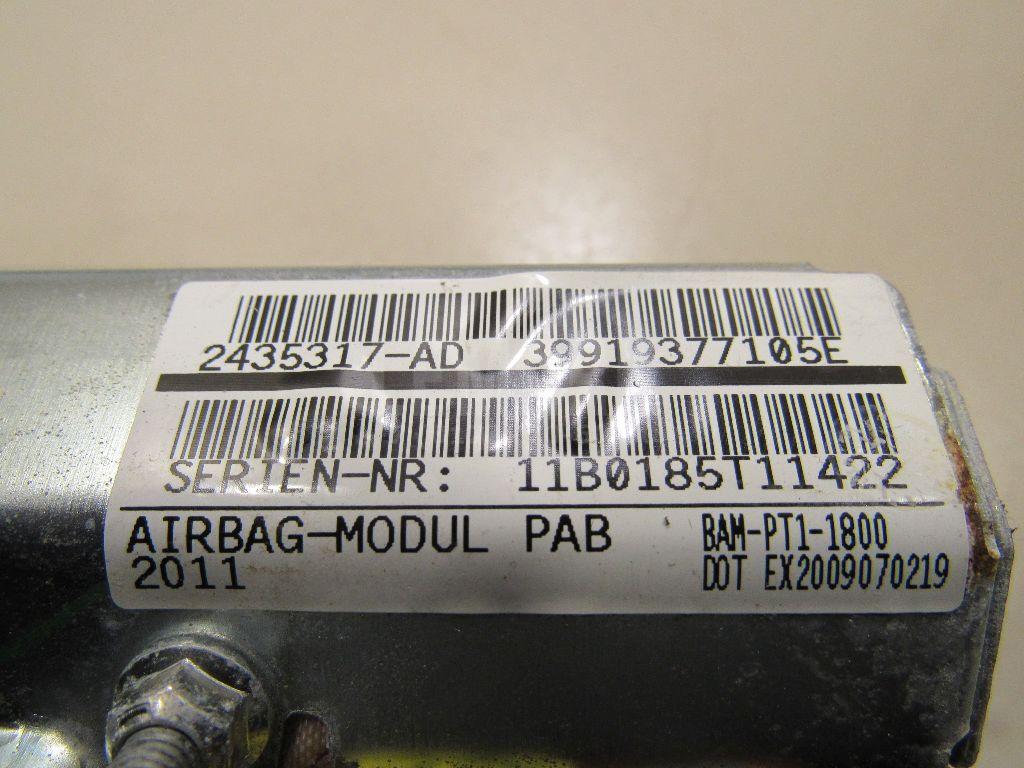 2435317-AD 39919377105E
SERIEN-NR: 11B0185T11422
AIRBAG-MODUL PAB BAM-PT1-1800
2011 DOT EX2009070219